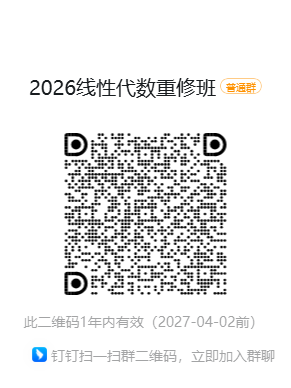 2026线性代数重修班 普通群
此二维码1年内有效（2027-04-02前）
钉钉扫一扫群二维码，立即加入群聊